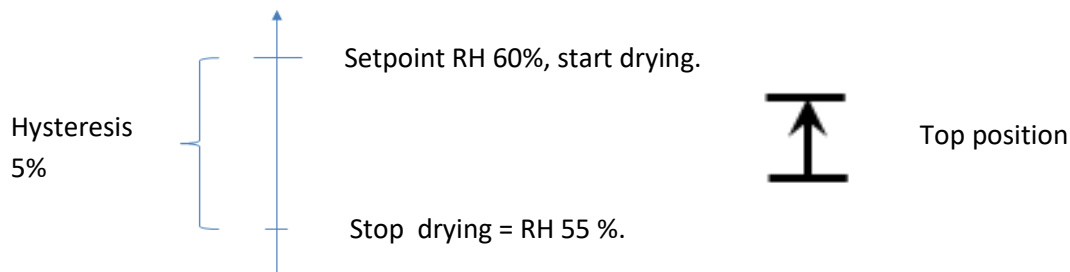 Setpoint RH 60%, start drying.
Hysteresis
5%
Top position
Stop drying = RH 55 %.